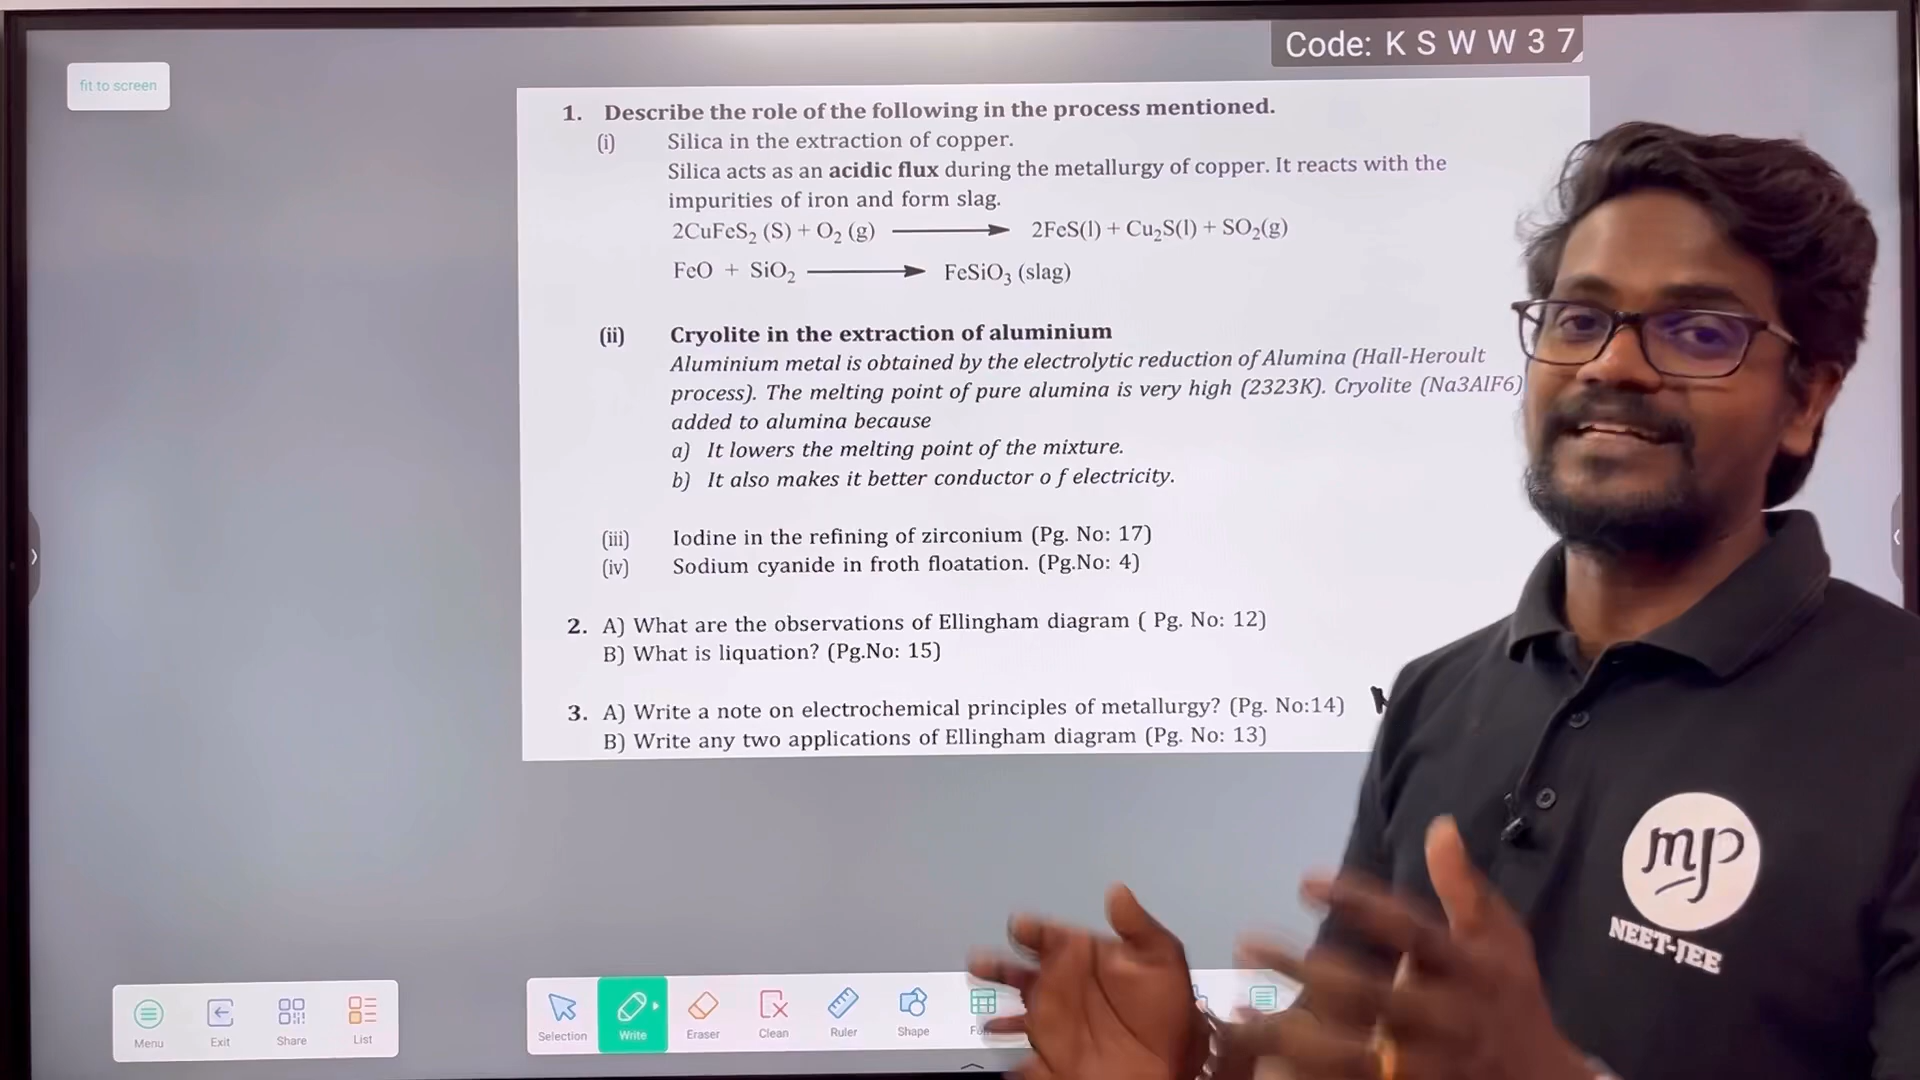 Code: K S W W 3 7
fit to screen
1. Describe the role of the following in the process mentioned.
(i) Silica in the extraction of copper.
Silica acts as an acidic flux during the metallurgy of copper. It reacts with the
impurities of iron and form slag.
2CuFeS₂ (S) + O₂ (g) ⟶ 2FeS(l) + Cu₂S(l) + SO₂(g)
FeO + SiO₂ ⟶ FeSiO₃ (slag)
(ii) Cryolite in the extraction of aluminium
Aluminium metal is obtained by the electrolytic reduction of Alumina (Hall-Heroult
process). The melting point of pure alumina is very high (2323K). Cryolite (Na3AlF6)
added to alumina because
a) It lowers the melting point of the mixture.
b) It also makes it better conductor o f electricity.
(iii) Iodine in the refining of zirconium (Pg. No: 17)
(iv) Sodium cyanide in froth floatation. (Pg.No: 4)
2. A) What are the observations of Ellingham diagram ( Pg. No: 12)
B) What is liquation? (Pg.No: 15)
3. A) Write a note on electrochemical principles of metallurgy? (Pg. No:14)
B) Write any two applications of Ellingham diagram (Pg. No: 13)
mp
NEET-JEE
Menu Exit Share List
Selection Write Eraser Clean Ruler Shape